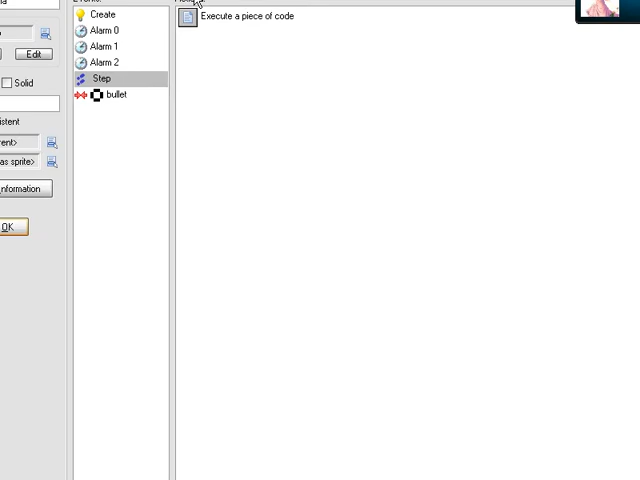 Create
Execute a piece of code
Alarm 0
Alarm 1
Edit
Alarm 2
Step
Solid
bullet
istent
rent>
as sprite>
nformation
OK